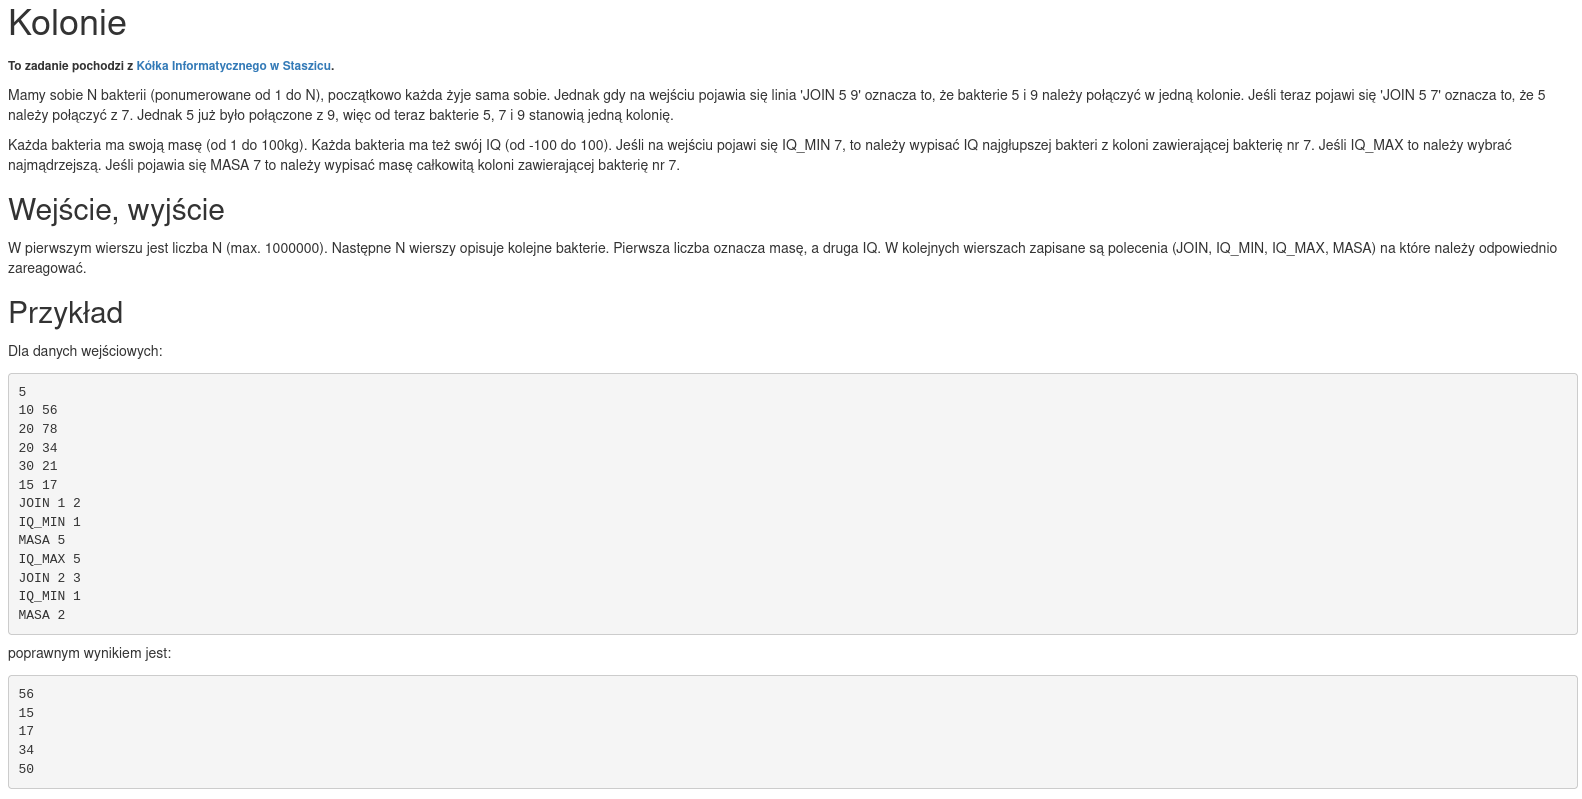 Kolonie
To zadanie pochodzi z Kółka Informatycznego w Staszicu.
Mamy sobie N bakterii (ponumerowane od 1 do N), początkowo każda żyje sama sobie. Jednak gdy na wejściu pojawia się linia 'JOIN 5 9' oznacza to, że bakterie 5 i 9 należy połączyć w jedną kolonie. Jeśli teraz pojawi się 'JOIN 5 7' oznacza to, że 5
należy połączyć z 7. Jednak 5 już było połączone z 9, więc od teraz bakterie 5, 7 i 9 stanowią jedną kolonię.
Każda bakteria ma swoją masę (od 1 do 100kg). Każda bakteria ma też swój IQ (od -100 do 100). Jeśli na wejściu pojawi się IQ_MIN 7, to należy wypisać IQ najgłupszej bakteri z koloni zawierającej bakterię nr 7. Jeśli IQ_MAX to należy wybrać
najmądrzejszą. Jeśli pojawia się MASA 7 to należy wypisać masę całkowitą koloni zawierającej bakterię nr 7.
Wejście, wyjście
W pierwszym wierszu jest liczba N (max. 1000000). Następne N wierszy opisuje kolejne bakterie. Pierwsza liczba oznacza masę, a druga IQ. W kolejnych wierszach zapisane są polecenia (JOIN, IQ_MIN, IQ_MAX, MASA) na które należy odpowiednio
zareagować.
Przykład
Dla danych wejściowych:
5
10 56
20 78
20 34
30 21
15 17
JOIN 1 2
IQ_MIN 1
MASA 5
IQ_MAX 5
JOIN 2 3
IQ_MIN 1
MASA 2
poprawnym wynikiem jest:
56
15
17
34
50